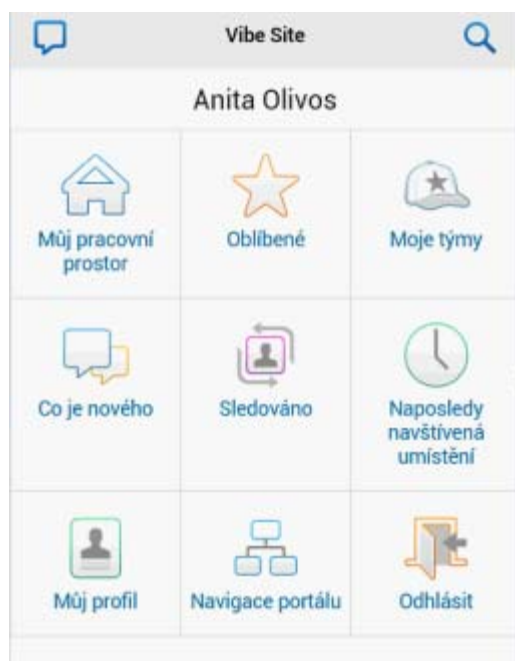 Vibe Site
Anita Olivos
Můj pracovní
prostor
Oblíbené
Moje týmy
Co je nového
Sledováno
Naposledy
navštívená
umístění
Můj profil
Navigace portálu
Odhlásit